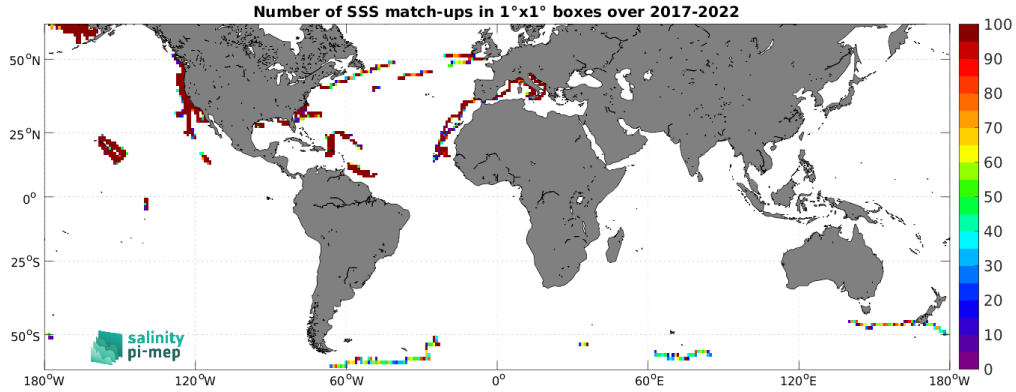 Number of SSS match-ups in 1°x1° boxes over 2017-2022
50°N
25°N
0°
25°S
50°S
180°W
120°W
60°W
0°
60°E
120°E
180°W
100
90
80
70
60
50
40
30
20
10
0
salinity
pi-mep